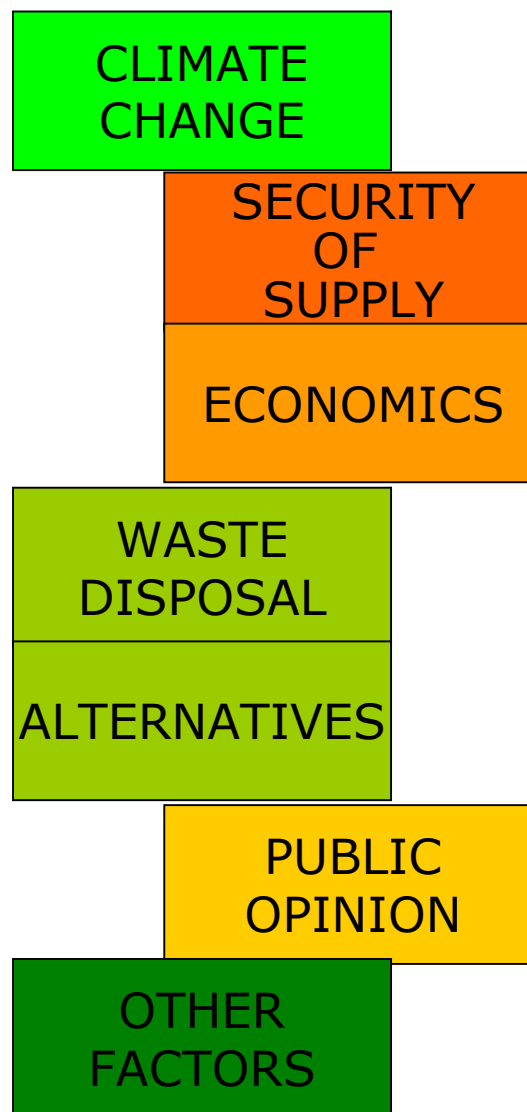 CLIMATE
CHANGE
SECURITY
OF
SUPPLY
ECONOMICS
WASTE
DISPOSAL
ALTERNATIVES
PUBLIC
OPINION
OTHER
FACTORS